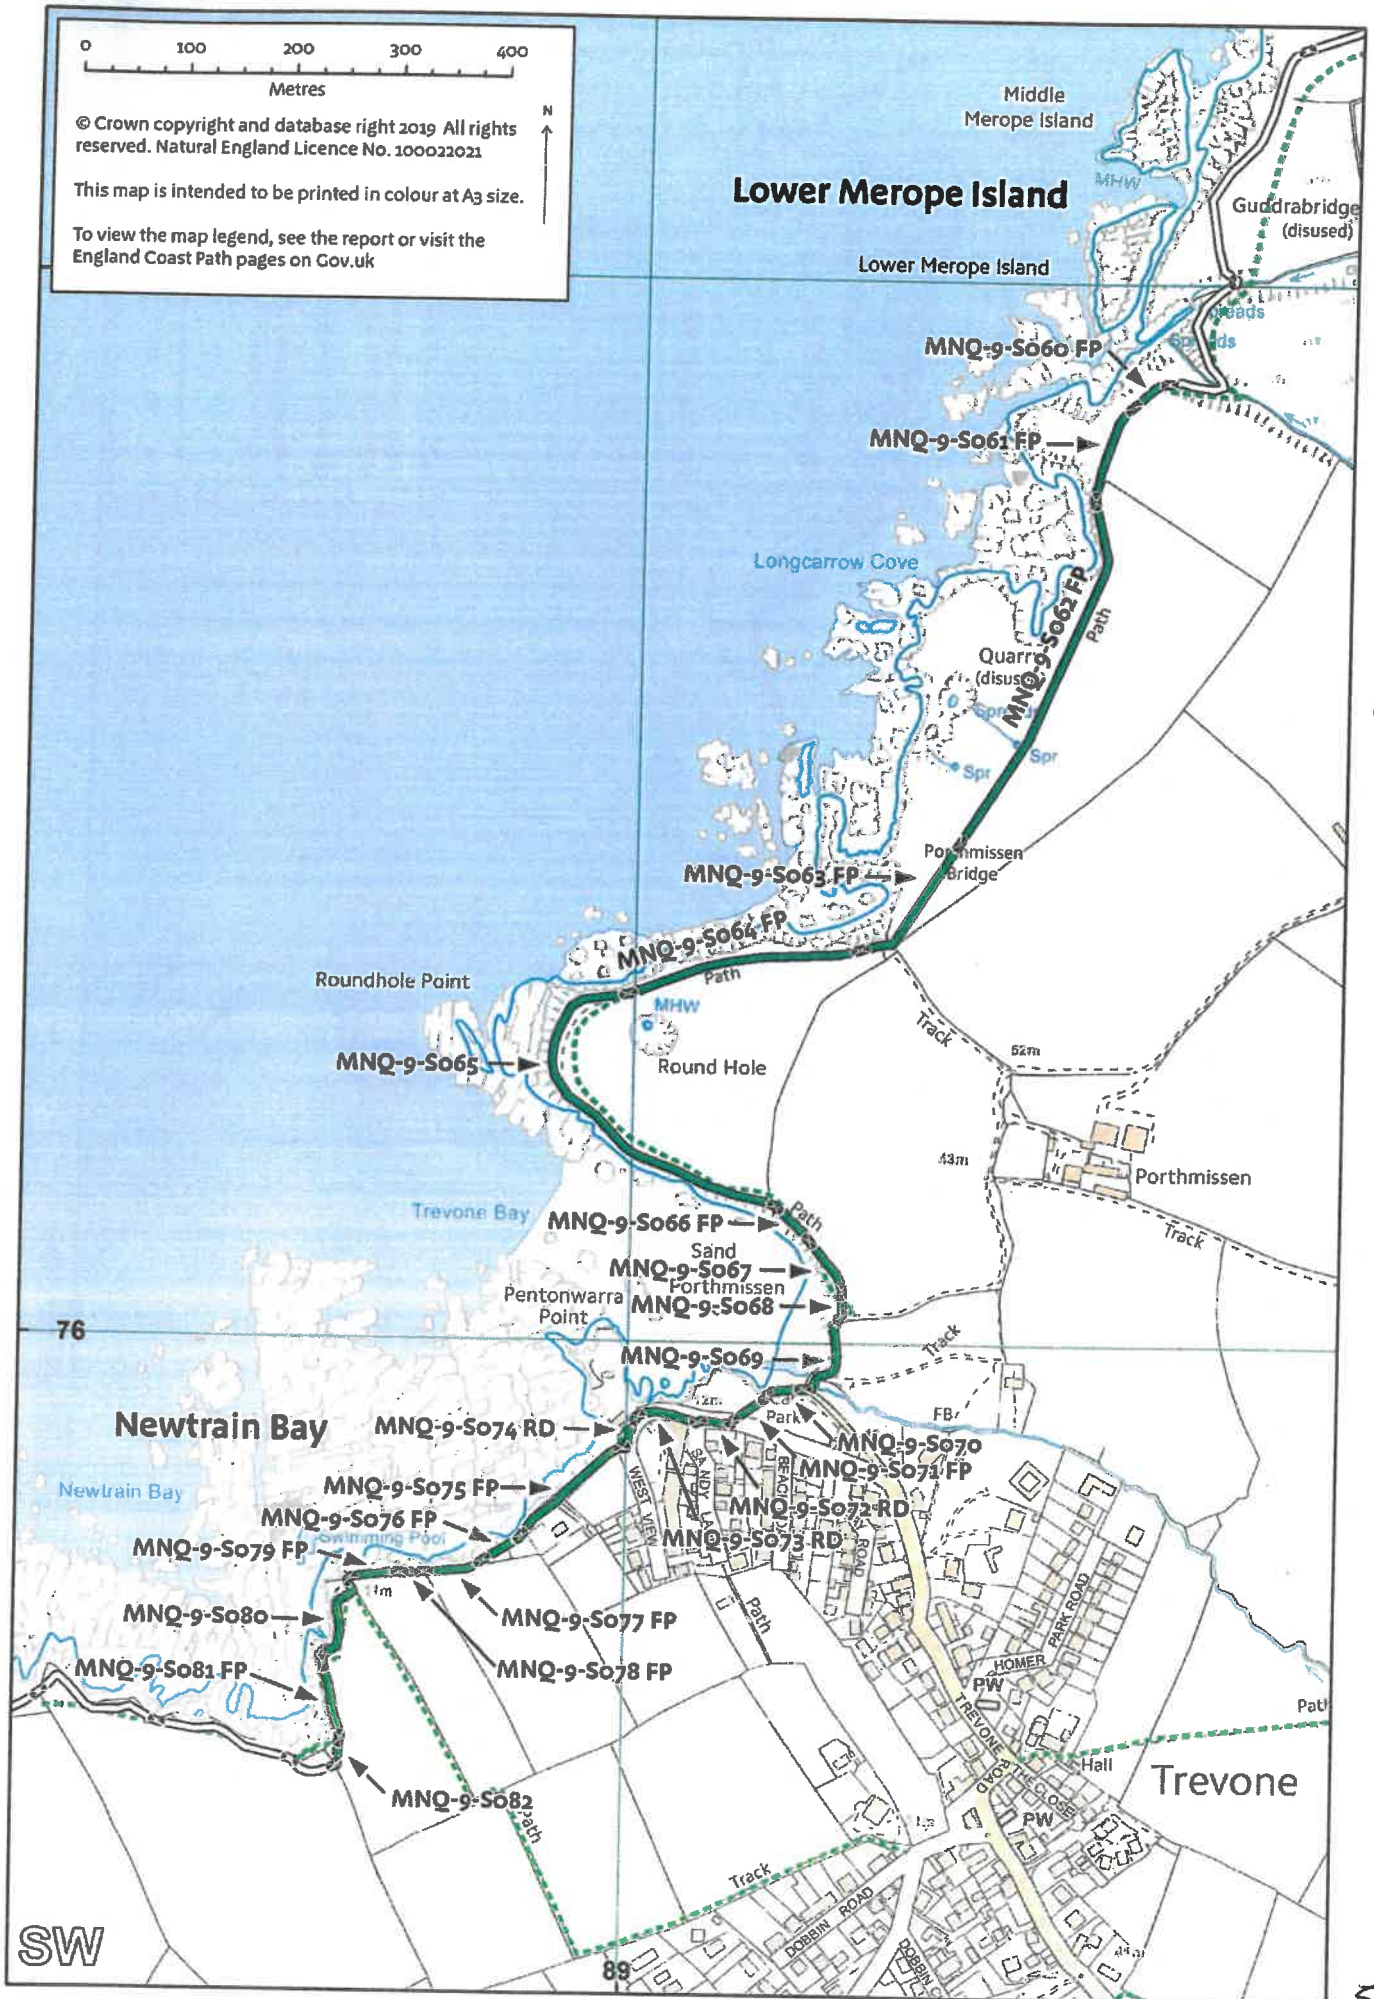 0 100 200 300 400
Metres
N
© Crown copyright and database right 2019 All rights
reserved. Natural England Licence No. 100022021
This map is intended to be printed in colour at A3 size.
To view the map legend, see the report or visit the
England Coast Path pages on Gov.uk
Middle
Merope Island
MHW
Lower Merope Island
Guddrabridge
(disused)
Lower Merope Island
MNQ-9-S060 FP
MNQ-9-S061 FP
Longcarrow Cove
MNQ-9-S062 FP
Path
Quarr
(disus
Spr
Spr
Porthmissen
Bridge
MNQ-9-S063 FP
MNQ-9-S064 FP
Path
Roundhole Point
MHW
Track
MNQ-9-S065
Round Hole
52m
43m
Porthmissen
Track
Trevone Bay
MNQ-9-S066 FP
Path
Sand
MNQ-9-S067
Porthmissen
Pentonwarra
Point
MNQ-9-S068
76
MNQ-9-S069
Track
Newtrain Bay
MNQ-9-S074 RD
Park
FB
MNQ-9-S070
MNQ-9-S071 FP
MNQ-9-S075 FP
Newtrain Bay
WEST VIEW
SANDY LA
BEACH
ROAD
MNQ-9-S072 RD
MNQ-9-S076 FP
Swimming Pool
MNQ-9-S073 RD
MNQ-9-S079 FP
MNQ-9-S080
MNQ-9-S077 FP
Path
PARK ROAD
HOMER
MNQ-9-S081 FP
MNQ-9-S078 FP
PW
TREVONE ROAD
Path
Hall
THE CLOSE
Trevone
MNQ-9-S082
PW
Path
Track
DOBBIN ROAD
DOBBIN
SW
89